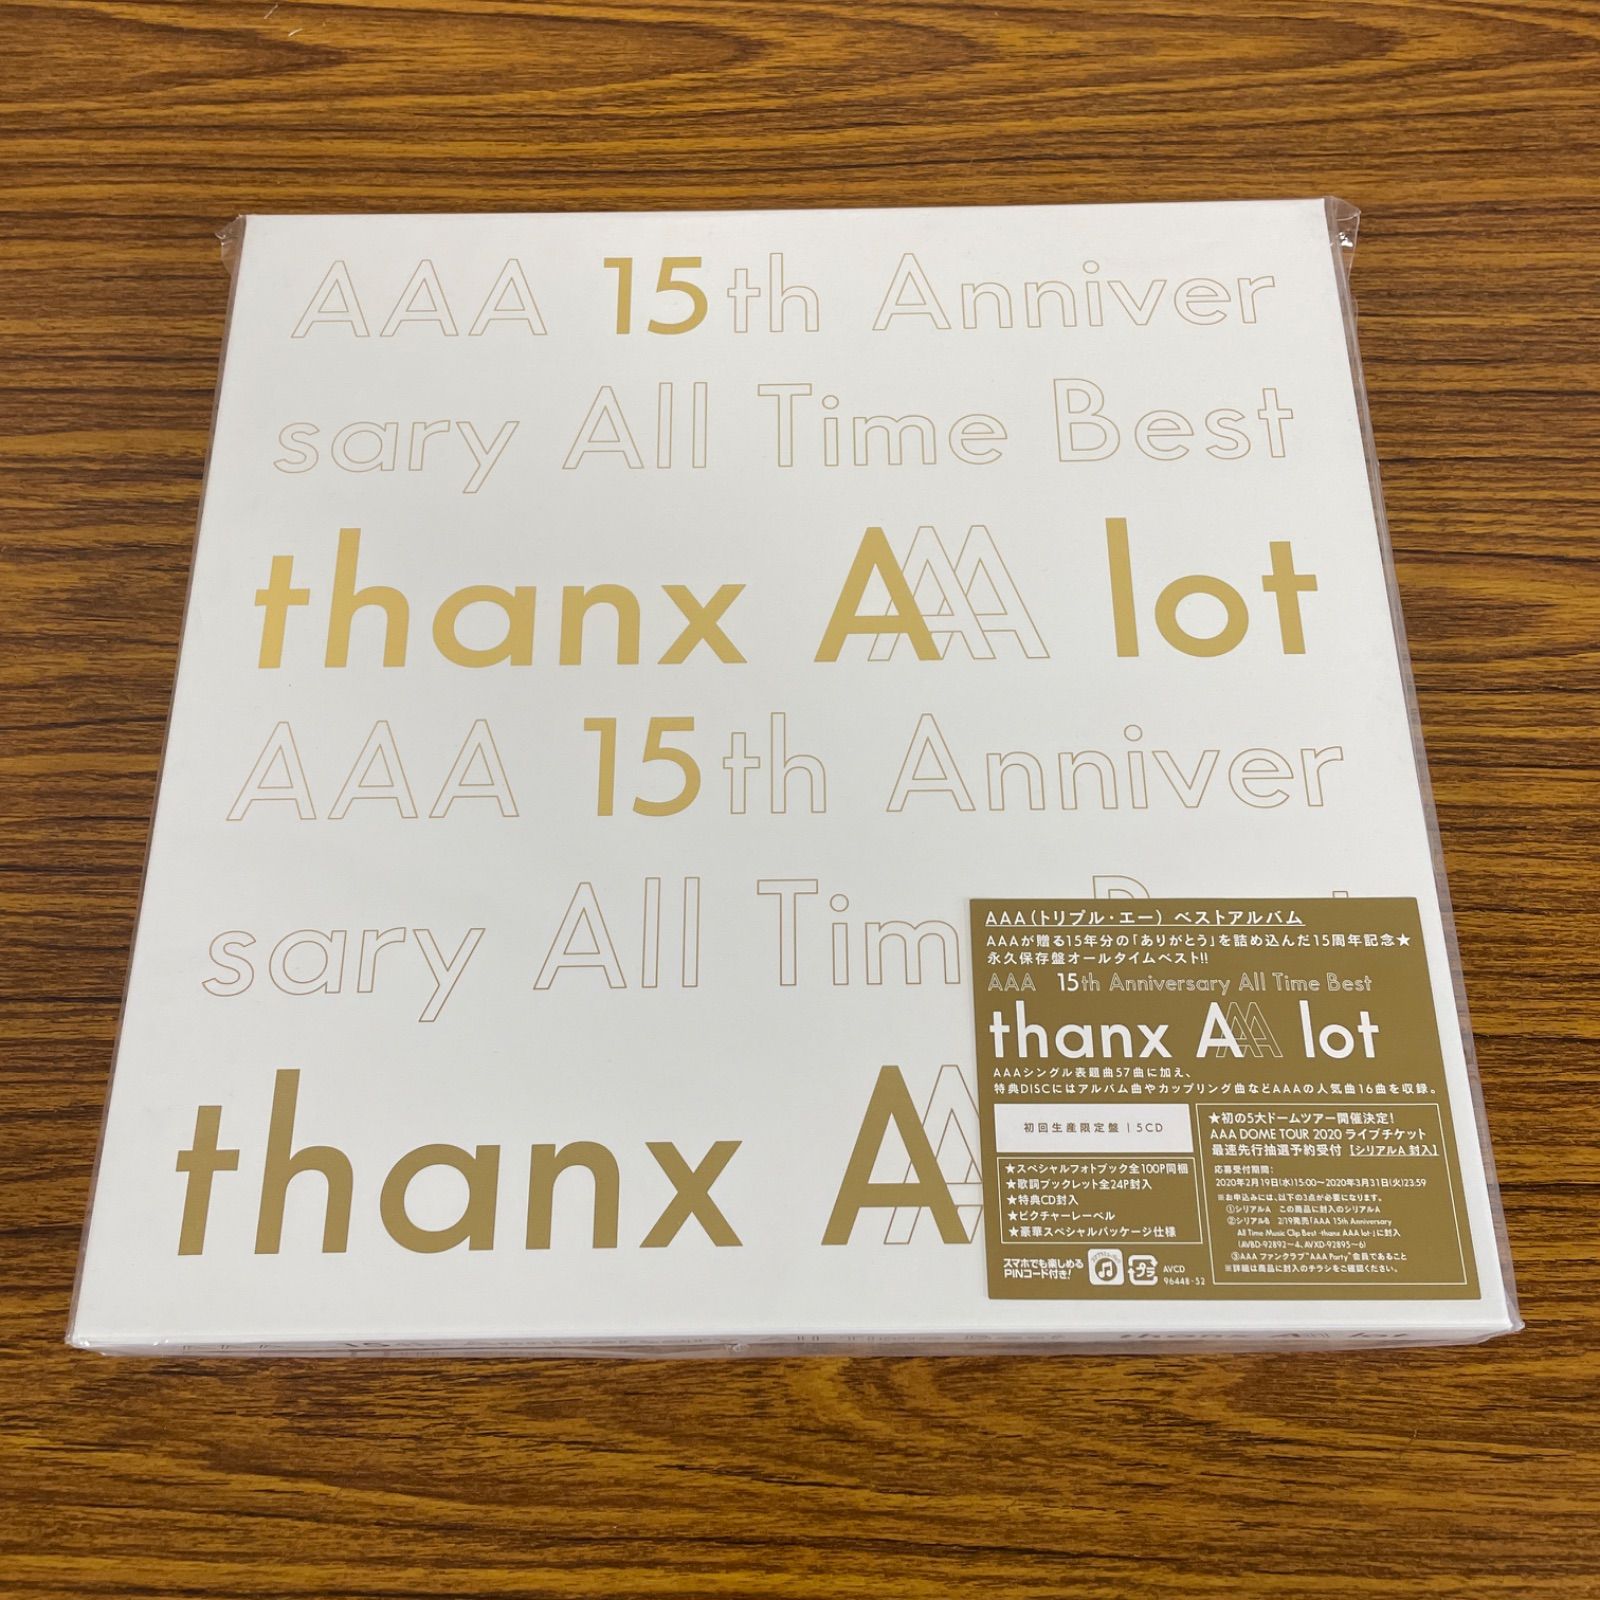 AAA 15th Anniver
sary All Time Best
thanx AAA lot
AAA 15th Anniver
sary All Tim
thanx A
AAA(トリプル・エー) ベストアルバム
AAAが贈る15年分の「ありがとう」を詰め込んだ15周年記念★
永久保存盤オールタイムベスト!!
AAA 15th Anniversary All Time Best
thanx AAA lot
AAAシングル表題曲57曲に加え、
特典DISCにはアルバム曲やカップリング曲などAAAの人気曲16曲を収録。
初回生産限定盤 | 5CD
★スペシャルフォトブック全100P同梱
★歌詞ブックレット全24P封入
★特典CD封入
★ピクチャーレーベル
★豪華スペシャルパッケージ仕様
スマホでも楽しめる
PINコード付き!
プラ
AVCD
96448-52
★初の5大ドームツアー開催決定!
AAA DOME TOUR 2020 ライブチケット
最速先行抽選予約受付 [シリアルA 封入]
応募受付期間:
2020年2月19日(水)15:00～2020年3月31日(火)23:59
※お申込みには、以下の3点が必要になります。
①シリアルA この商品に封入のシリアルA
②シリアルB 2/19発売「AAA 15th Anniversary
All Time Music Clip Best -thanx AAA lot-」に封入
(AVBD-92892～4、AVXD-92895～6)
③AAA ファンクラブ"AAA Party"会員であること
※詳細は商品に封入のチラシをご確認ください。
15th Anniversary All Time Best thanx AAA lot